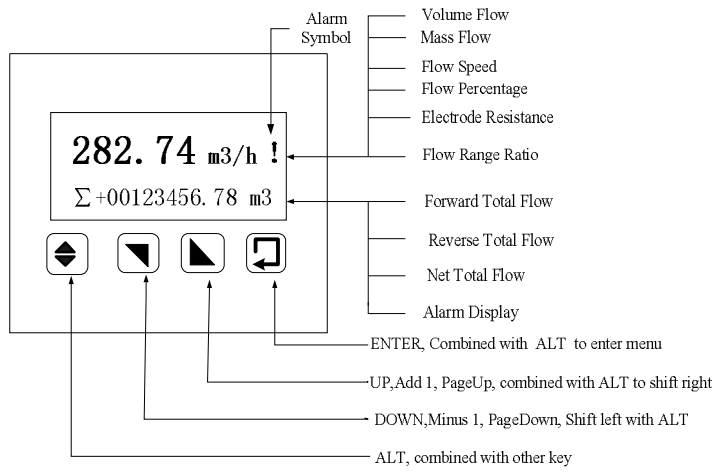 Alarm
Symbol
Volume Flow
Mass Flow
Flow Speed
Flow Percentage
Electrode Resistance
Flow Range Ratio
282.74 m3/h !
Σ+00123456.78 m3
Forward Total Flow
Reverse Total Flow
Net Total Flow
Alarm Display
ENTER, Combined with ALT to enter menu
UP,Add 1, PageUp, combined with ALT to shift right
DOWN,Minus 1, PageDown, Shift left with ALT
ALT, combined with other key